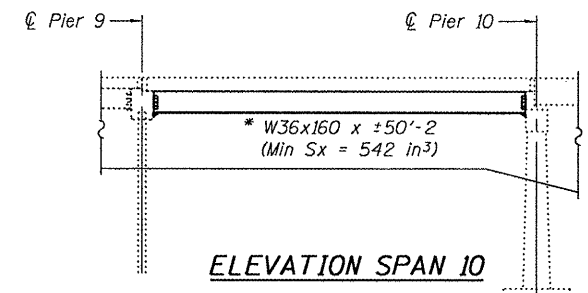 ℄ Pier 9
℄ Pier 10
* W36x160 x ±50'-2
(Min Sx = 542 in³)
ELEVATION SPAN 10